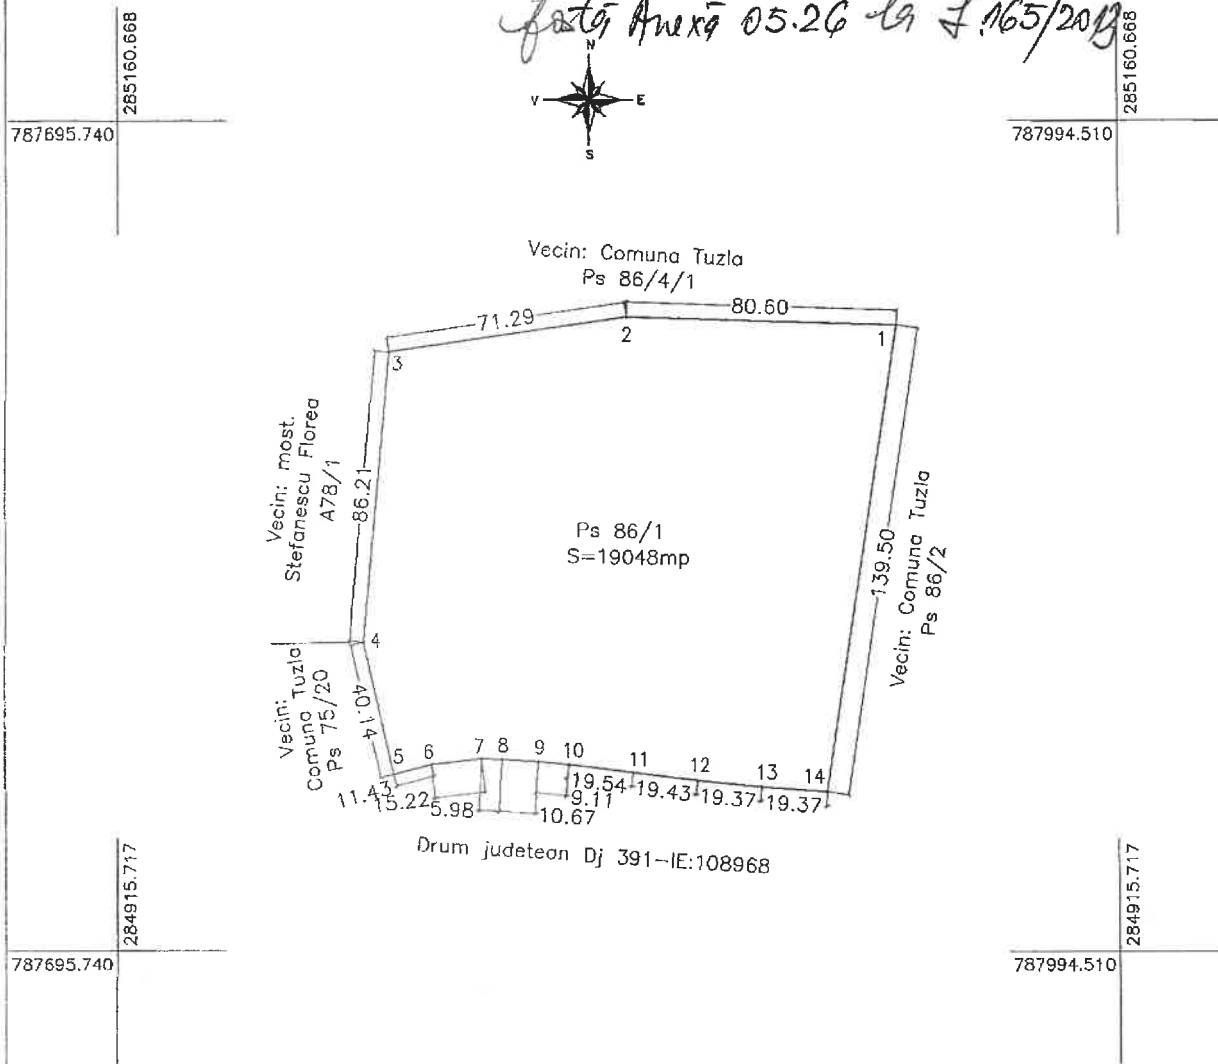 fostă Anexă 05.26 la L.165/2013
285160.668
285160.668
787695.740
787994.510
N
V
E
S
Vecin: Comuna Tuzla
Ps 86/4/1
71.29
80.60
1
2
3
Vecin: most.
Stefanescu Florea
A78/1
86.21
Ps 86/1
S=19048mp
139.50
Vecin: Comuna Tuzla
Ps 86/2
4
Vecin:
Comuna Tuzla
Ps 75/20
40.14
5 6 7 8 9 10 11 12 13 14
11.43
15.22
5.98
10.67
9.11
19.54
19.43
19.37
19.37
Drum judetean Dj 391-IE:108968
284915.717
284915.717
787695.740
787994.510